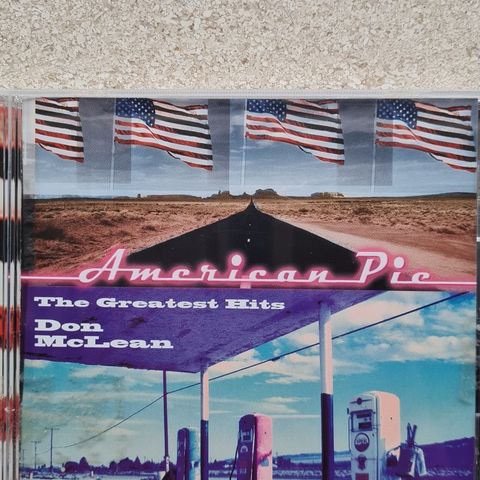 American Pie
The Greatest Hits
Don
McLean